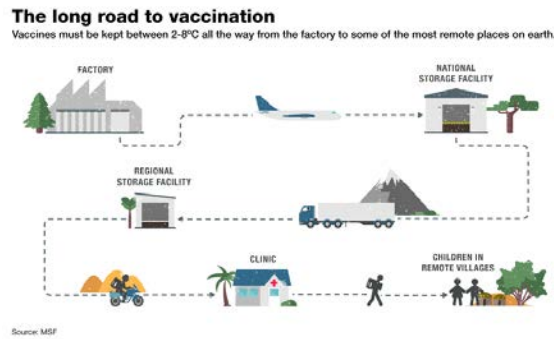 The long road to vaccination
Vaccines must be kept between 2-8ºC all the way from the factory to some of the most remote places on earth.
FACTORY
NATIONAL
STORAGE FACILITY
REGIONAL
STORAGE FACILITY
CLINIC
CHILDREN IN
REMOTE VILLAGES
Source: MSF